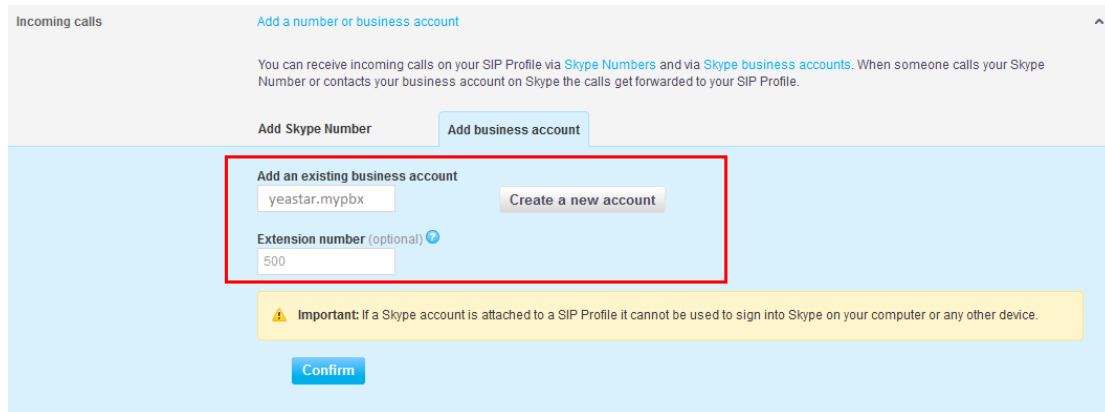 Incoming calls
Add a number or business account
You can receive incoming calls on your SIP Profile via Skype Numbers and via Skype business accounts. When someone calls your Skype
Number or contacts your business account on Skype the calls get forwarded to your SIP Profile.
Add Skype Number
Add business account
Add an existing business account
yeastar.mypbx
Create a new account
Extension number (optional) ?
500
Important: If a Skype account is attached to a SIP Profile it cannot be used to sign into Skype on your computer or any other device.
Confirm